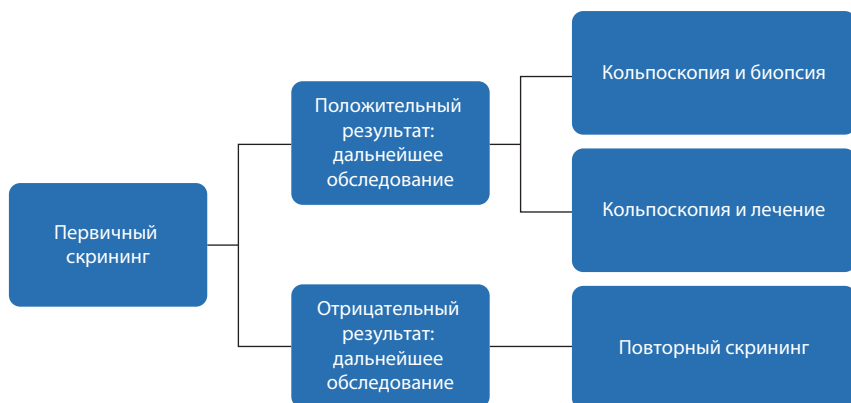 Первичный
скрининг
Положительный
результат:
дальнейшее
обследование
Кольпоскопия и биопсия
Кольпоскопия и лечение
Отрицательный
результат:
дальнейшее
обследование
Повторный скрининг